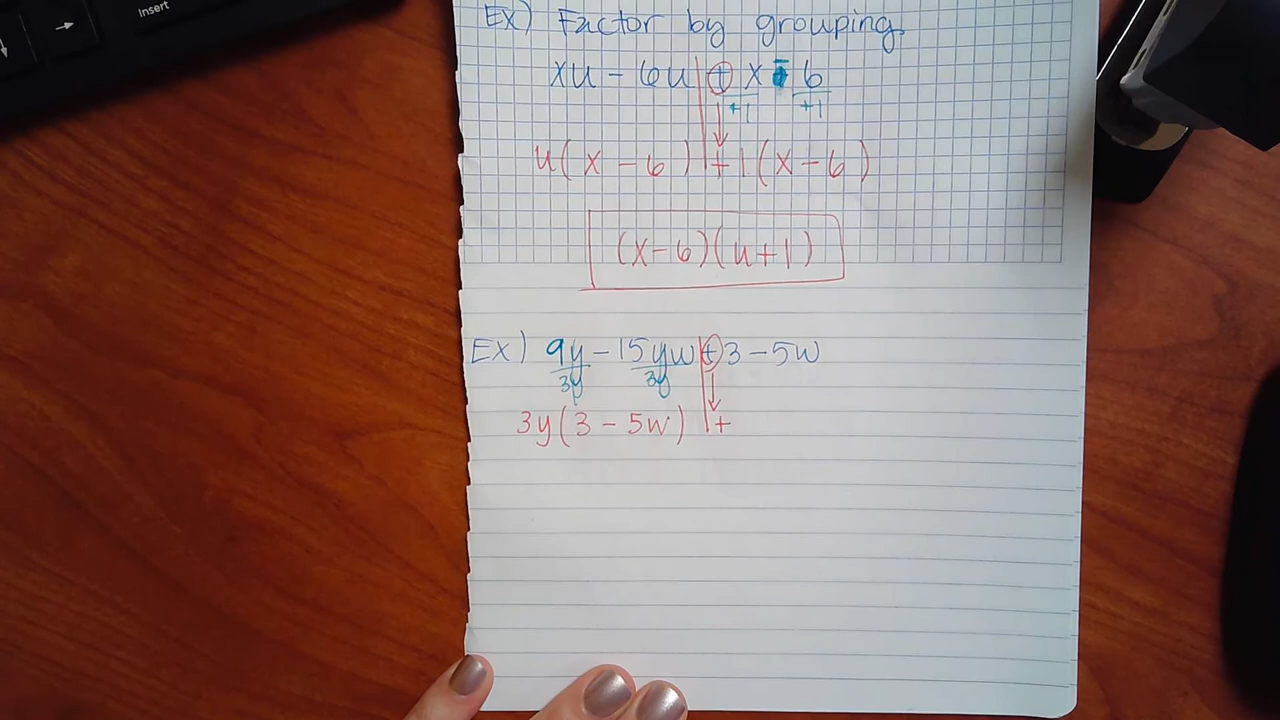 Insert
→
Ex) Factor by grouping.
xu - 6u + x - 6
+1 +1
u(x - 6) + 1(x - 6)
(x - 6)(u + 1)
Ex) 9y - 15yw + 3 - 5w
3y 3y
3y(3 - 5w) +